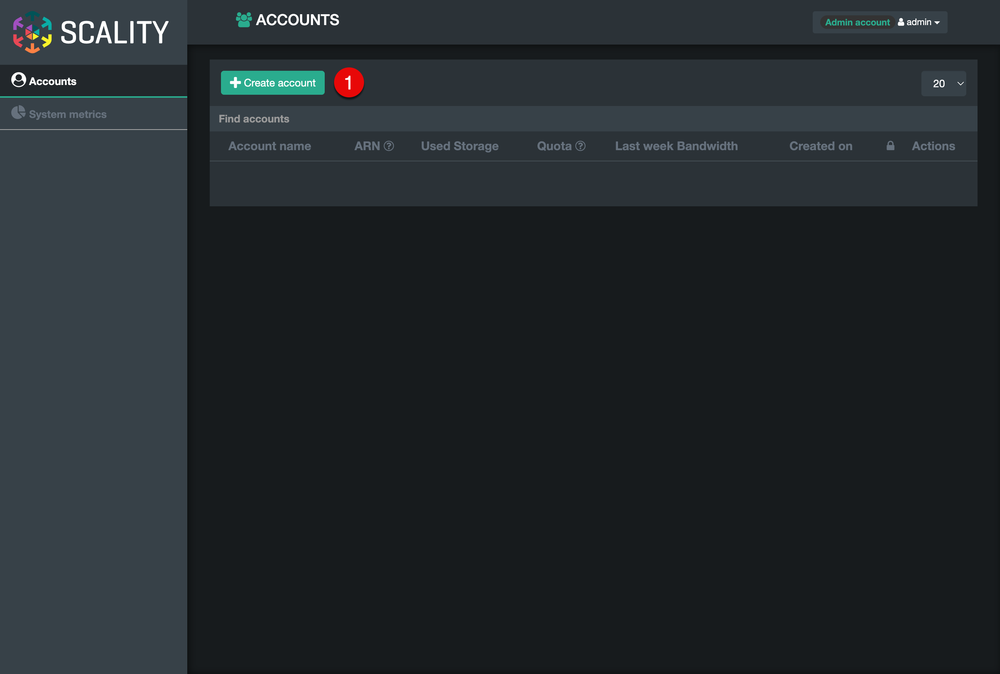 SCALITY
ACCOUNTS
Admin account admin
Accounts
System metrics
Create account 1 20
Find accounts
Account name ARN ? Used Storage Quota ? Last week Bandwidth Created on Actions